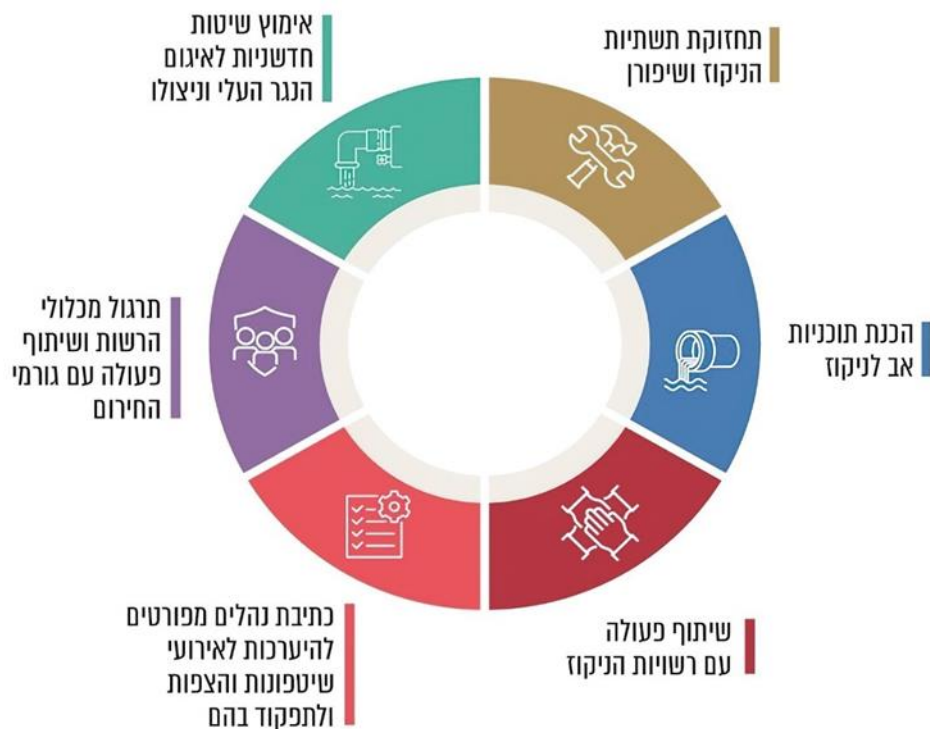 תחזוקת תשתיות
הניקוז ושיפורן
הכנת תוכניות
אב לניקוז
שיתוף פעולה
עם רשויות הניקוז
כתיבת נהלים מפורטים
להיערכות לאירועי
שיטפונות והצפות
ולתפקוד בהם
תרגול מכלולי
הרשות ושיתוף
פעולה עם גורמי
החירום
אימוץ שיטות
חדשניות לאיגום
הנגר העלי וניצולו